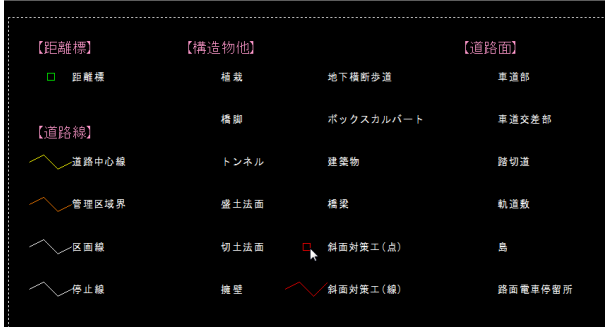 【距離標】 【構造物他】 【道路面】
距離標 植栽 地下横断歩道 車道部
橋脚 ボックスカルバート 車道交差部
【道路線】
道路中心線 トンネル 建築物 踏切道
管理区域界 盛土法面 橋梁 軌道敷
区画線 切土法面 斜面対策工(点) 島
停止線 擁壁 斜面対策工(線) 路面電車停留所